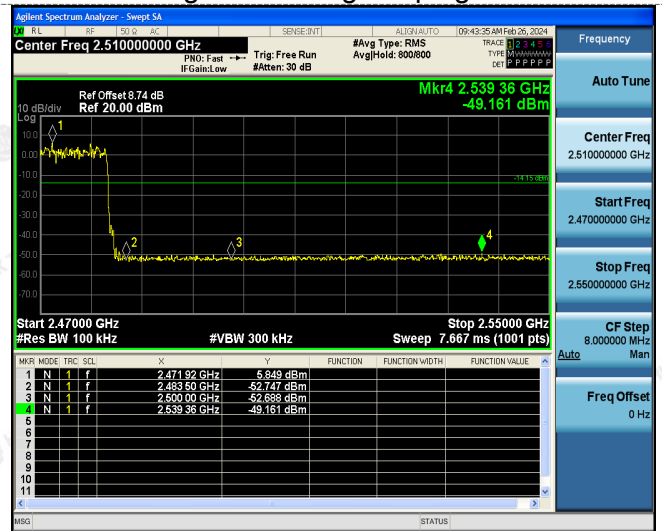 Agilent Spectrum Analyzer - Swept SA
LXI RL RF 50 Ω AC SENSE:INT ALIGN AUTO 09:43:35 AM Feb 26, 2024
Center Freq 2.510000000 GHz
PNO: Fast
IFGain:Low
Trig: Free Run
#Atten: 30 dB
#Avg Type: RMS
Avg|Hold: 800/800
TRACE 1 2 3 4 5 6
TYPE M
DET P P P P P P
Mkr4 2.539 36 GHz
-49.161 dBm
Ref Offset 8.74 dB
10 dB/div Ref 20.00 dBm
Log
10.0
0.00
-10.0
-20.0
-30.0
-40.0
-50.0
-60.0
-70.0
1
2
3
4
-14.15 dBm
Start 2.47000 GHz Stop 2.55000 GHz
#Res BW 100 kHz #VBW 300 kHz Sweep 7.667 ms (1001 pts)
MKR MODE TRC SCL X Y FUNCTION FUNCTION WIDTH FUNCTION VALUE
1 N 1 f 2.471 92 GHz 5.849 dBm
2 N 1 f 2.483 50 GHz -52.747 dBm
3 N 1 f 2.500 00 GHz -52.688 dBm
4 N 1 f 2.539 36 GHz -49.161 dBm
5
6
7
8
9
10
11
MSG STATUS
Frequency
Auto Tune
Center Freq
2.510000000 GHz
Start Freq
2.470000000 GHz
Stop Freq
2.550000000 GHz
CF Step
8.000000 MHz
Auto Man
Freq Offset
0 Hz